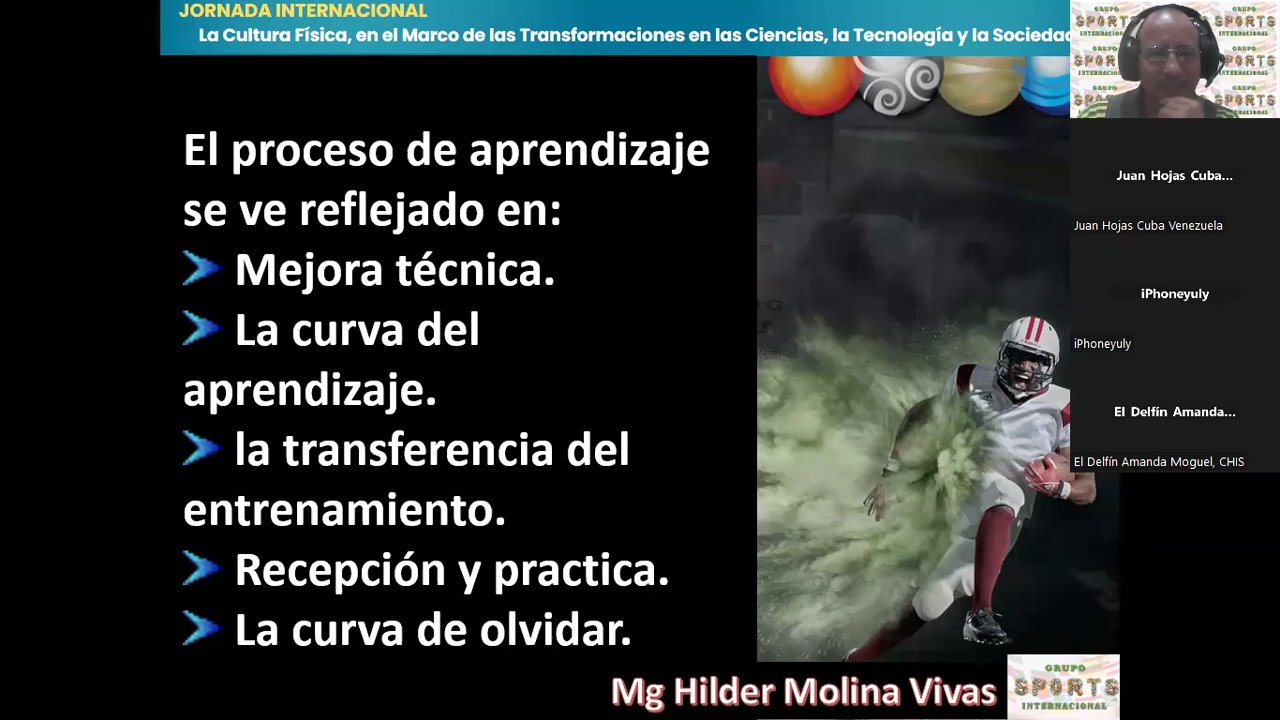 JORNADA INTERNACIONAL
La Cultura Física, en el Marco de las Transformaciones en las Ciencias, la Tecnología y la Sociedad
El proceso de aprendizaje
se ve reflejado en:
Mejora técnica.
La curva del
aprendizaje.
la transferencia del
entrenamiento.
Recepción y practica.
La curva de olvidar.
Mg Hilder Molina Vivas
GRUPO
SPORTS
INTERNACIONAL
Juan Hojas Cuba...
Juan Hojas Cuba Venezuela
iPhoneyuly
iPhoneyuly
El Delfín Amanda...
El Delfín Amanda Moguel, CHIS